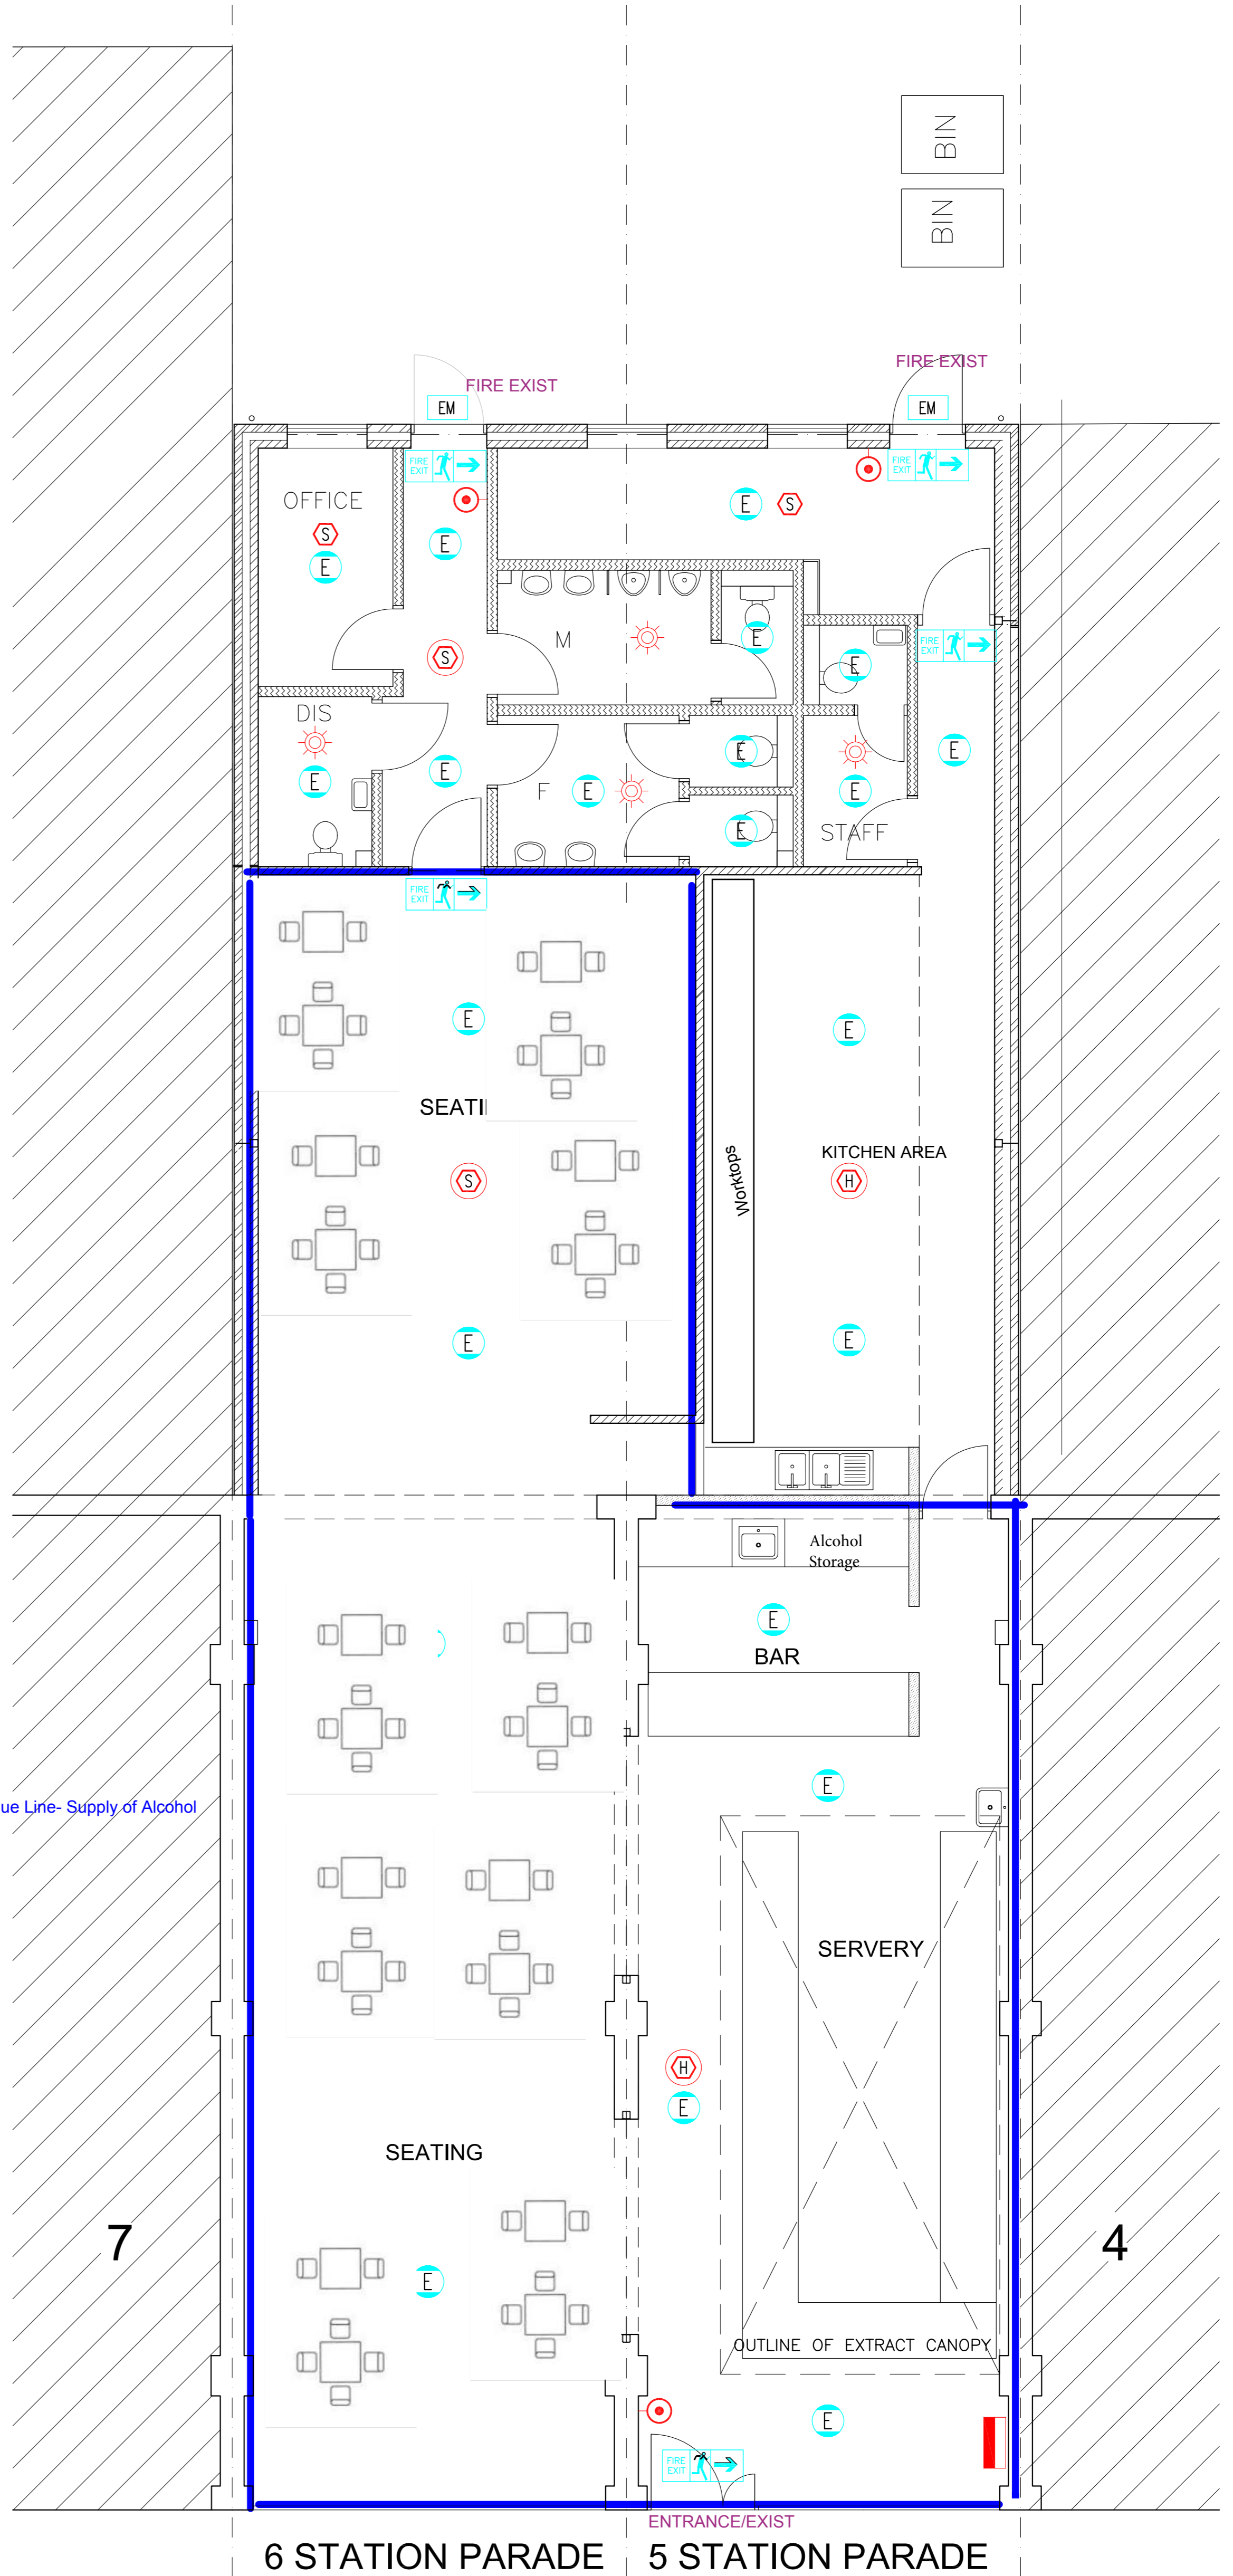 BIN
BIN
FIRE EXIST
FIRE EXIST
EM
EM
FIRE
EXIT
FIRE
EXIT
OFFICE
S
E
E
E
S
S
M
E
E
FIRE
EXIT
DIS
E
E
F
E
E
E
E
STAFF
E
FIRE
EXIT
E
E
SEATI
Worktops
KITCHEN AREA
S
H
E
E
Alcohol
Storage
E
BAR
E
ue Line- Supply of Alcohol
SERVERY
H
E
SEATING
7
4
E
OUTLINE OF EXTRACT CANOPY
E
FIRE
EXIT
ENTRANCE/EXIST
6 STATION PARADE
5 STATION PARADE